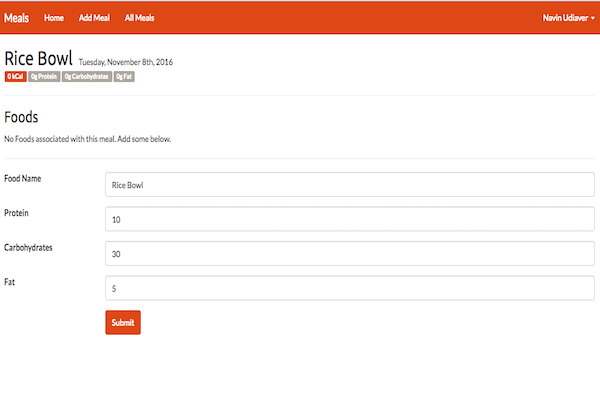 Meals Home Add Meal All Meals Navin Udiaver
Rice Bowl Tuesday, November 8th, 2016
0 kCal 0g Protein 0g Carbohydrates 0g Fat
Foods
No Foods associated with this meal. Add some below.
Food Name Rice Bowl
Protein 10
Carbohydrates 30
Fat 5
Submit